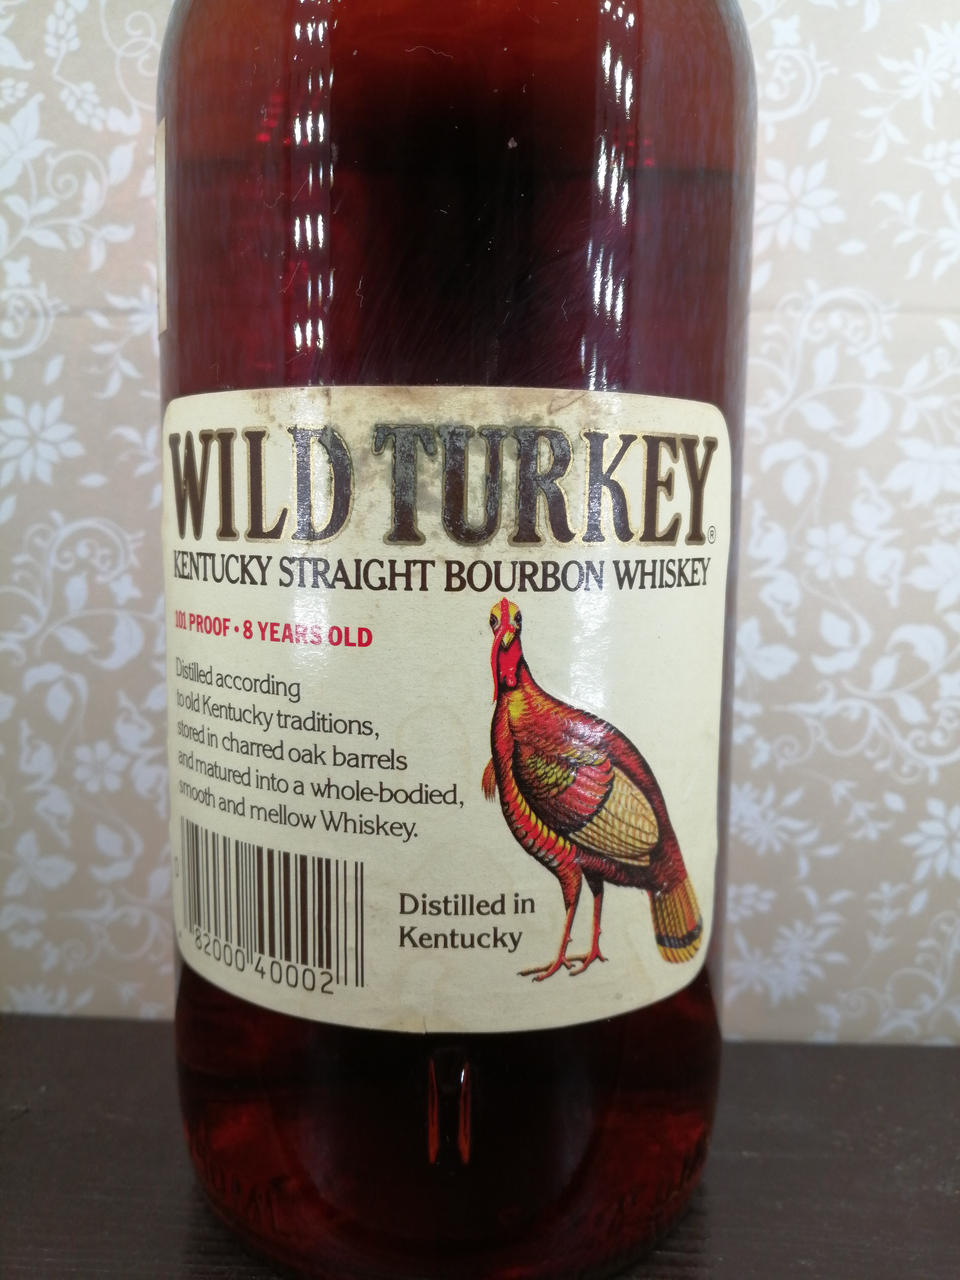 WILD TURKEY®
KENTUCKY STRAIGHT BOURBON WHISKEY
101 PROOF • 8 YEARS OLD
Distilled according
to old Kentucky traditions,
stored in charred oak barrels
and matured into a whole-bodied,
smooth and mellow Whiskey.
0 82000 40002
Distilled in
Kentucky